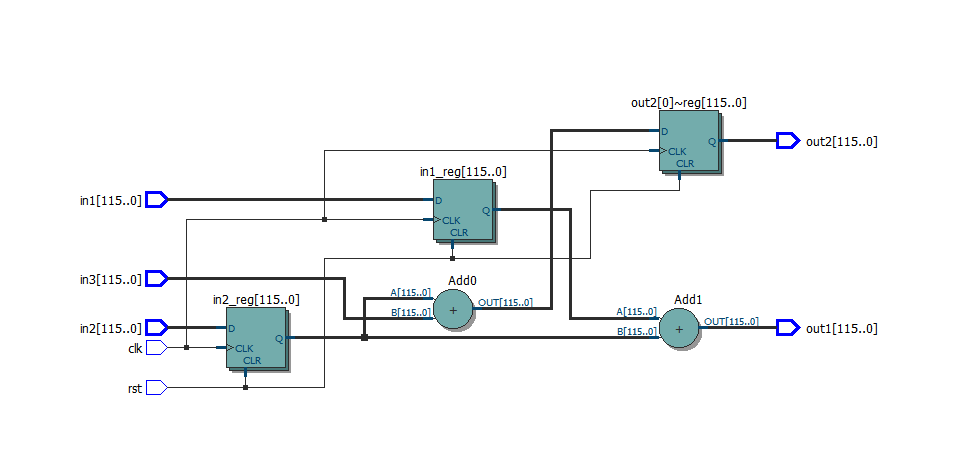 out2[0]~reg[115..0]
D
CLK
CLR
Q
out2[115..0]
in1_reg[115..0]
in1[115..0]
D
CLK
CLR
Q
in3[115..0]
Add0
A[115..0]
B[115..0]
+
OUT[115..0]
in2_reg[115..0]
in2[115..0]
clk
D
CLK
CLR
Q
Add1
A[115..0]
B[115..0]
+
OUT[115..0]
out1[115..0]
rst